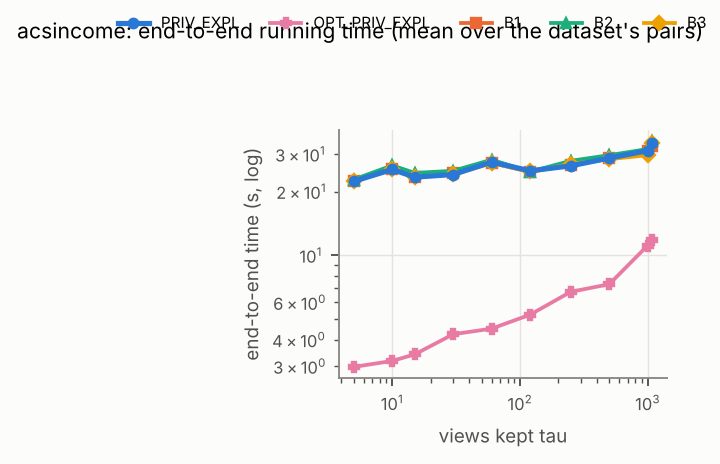 PRIV_EXPL OPT_PRIV_EXPL B1 B2 B3
acsincome: end-to-end running time (mean over the dataset's pairs)
end-to-end time (s, log)
3 × 10¹
2 × 10¹
10¹
6 × 10⁰
4 × 10⁰
3 × 10⁰
10¹ 10² 10³
views kept tau